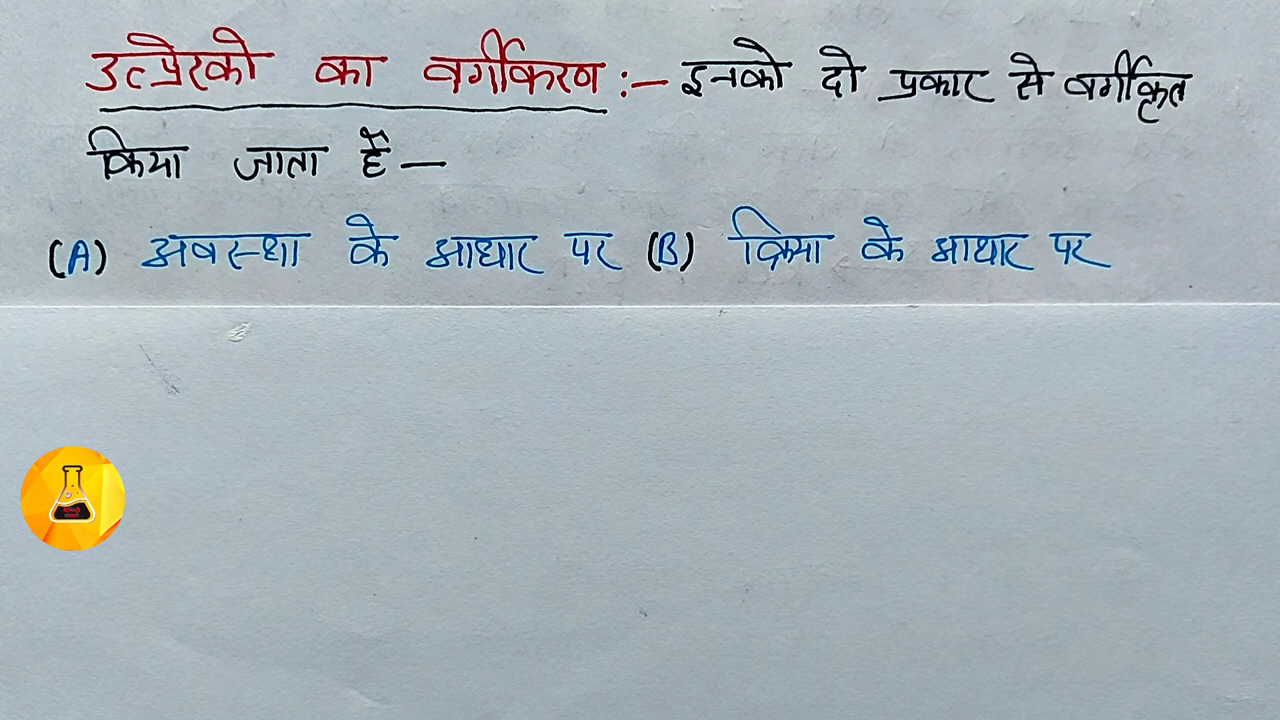 उत्प्रेरको का वर्गीकरण :- इनको दो प्रकार से वर्गीकृत
किया जाता है -
(A) अवस्था के आधार पर (B) क्रिया के आधार पर